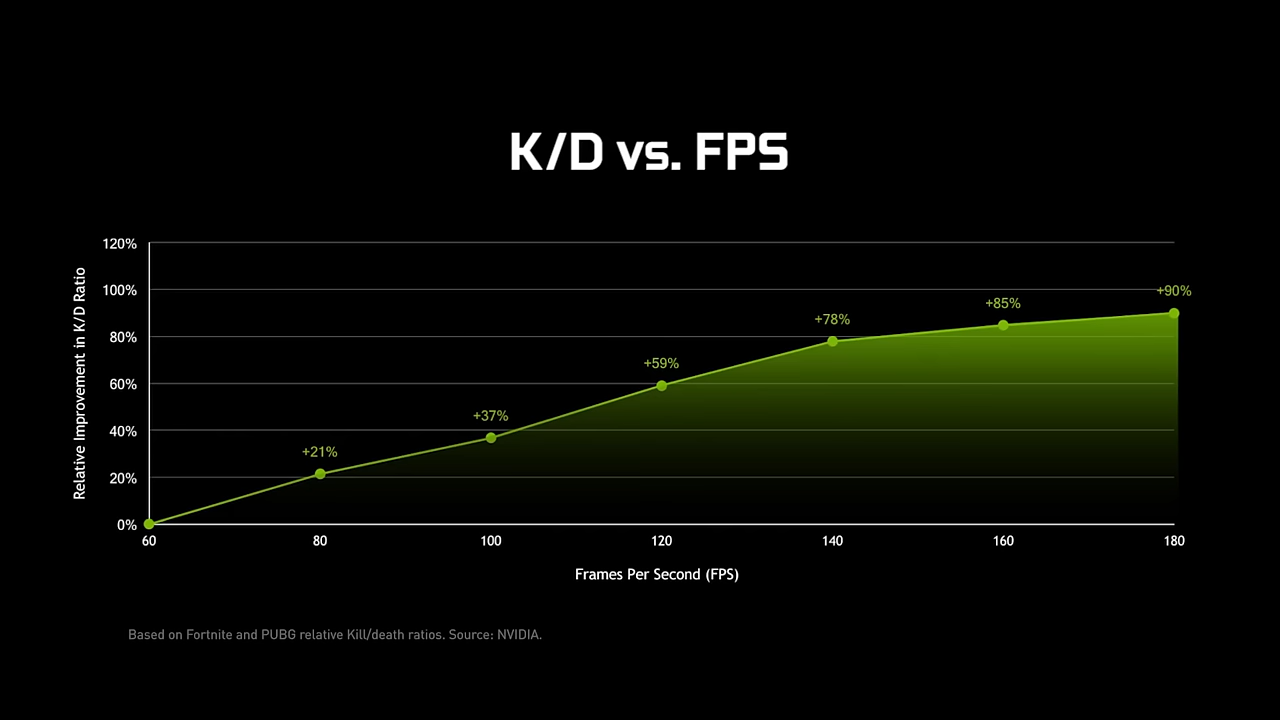 K/D vs. FPS
120%
100%
80%
60%
40%
20%
0%
Relative Improvement in K/D Ratio
+21%
+37%
+59%
+78%
+85%
+90%
60 80 100 120 140 160 180
Frames Per Second (FPS)
Based on Fortnite and PUBG relative Kill/death ratios. Source: NVIDIA.